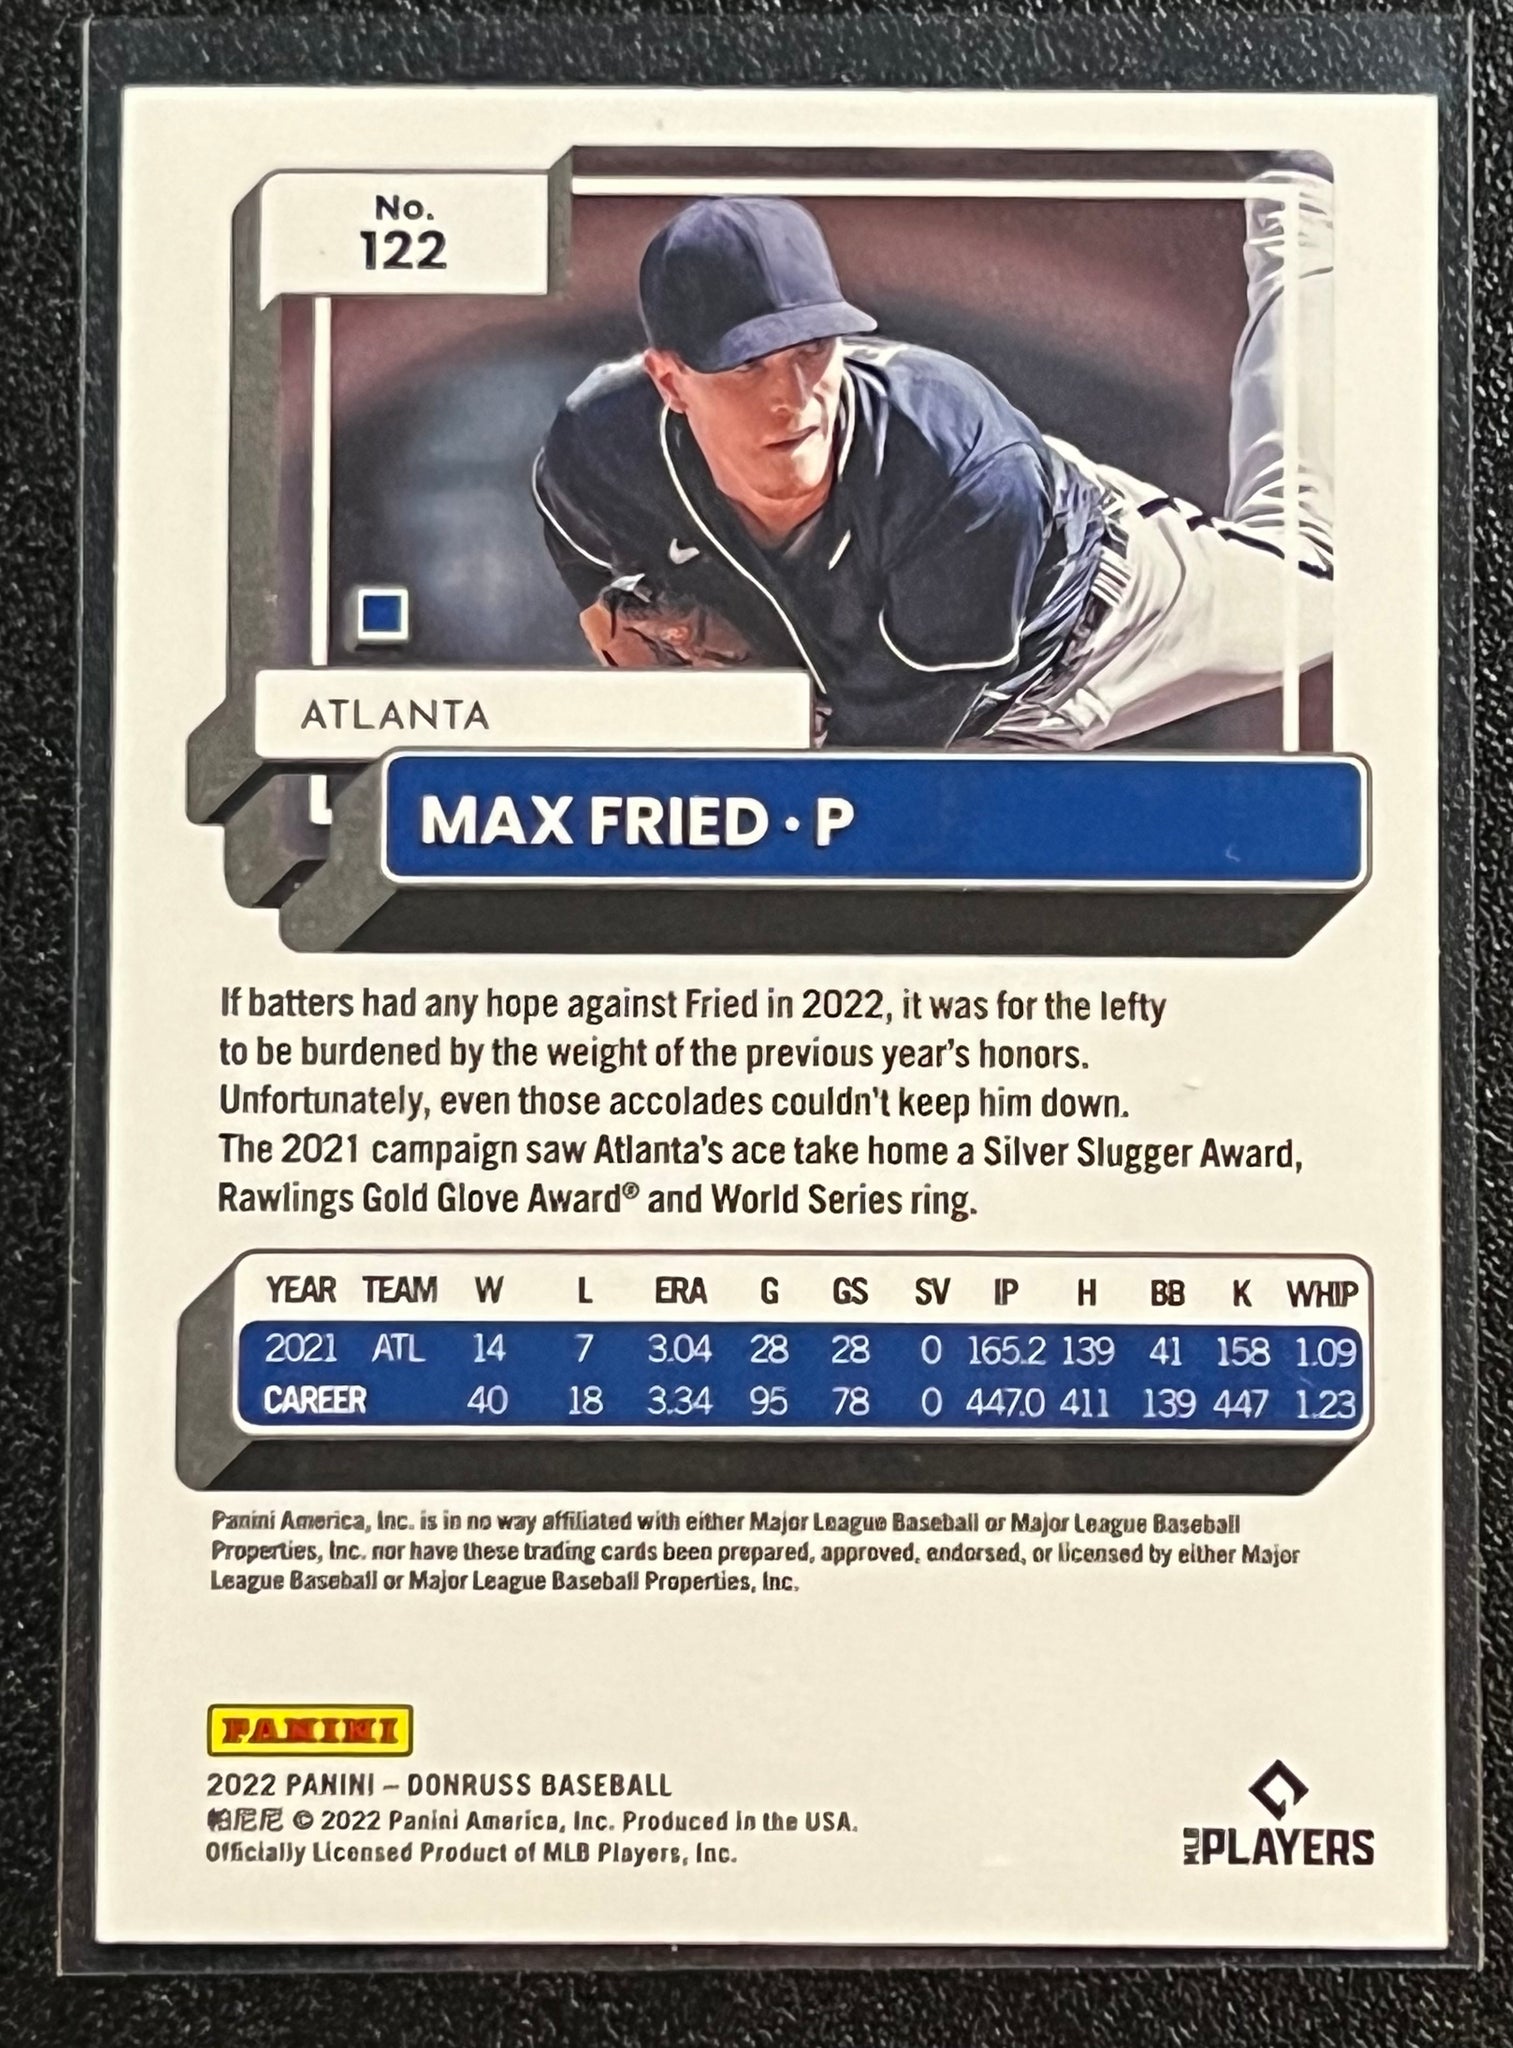 No.
122
ATLANTA
MAX FRIED · P
If batters had any hope against Fried in 2022, it was for the lefty
to be burdened by the weight of the previous year's honors.
Unfortunately, even those accolades couldn't keep him down.
The 2021 campaign saw Atlanta's ace take home a Silver Slugger Award,
Rawlings Gold Glove Award® and World Series ring.
YEAR TEAM W L ERA G GS SV IP H BB K WHIP
2021 ATL 14 7 3.04 28 28 0 165.2 139 41 158 1.09
CAREER 40 18 3.34 95 78 0 447.0 411 139 447 1.23
Panini America, Inc. is in no way affiliated with either Major League Baseball or Major League Baseball
Properties, Inc. nor have these trading cards been prepared, approved, endorsed, or licensed by either Major
League Baseball or Major League Baseball Properties, Inc.
PANINI
2022 PANINI – DONRUSS BASEBALL
帕尼尼 © 2022 Panini America, Inc. Produced in the USA.
Officially Licensed Product of MLB Players, Inc.
MLB PLAYERS